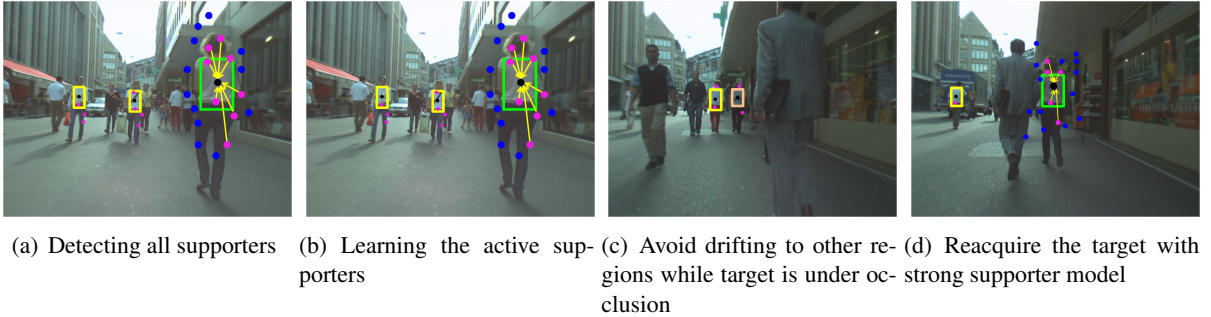 (a) Detecting all supporters
(b) Learning the active sup-
porters
(c) Avoid drifting to other re-
gions while target is under oc-
clusion
(d) Reacquire the target with
strong supporter model